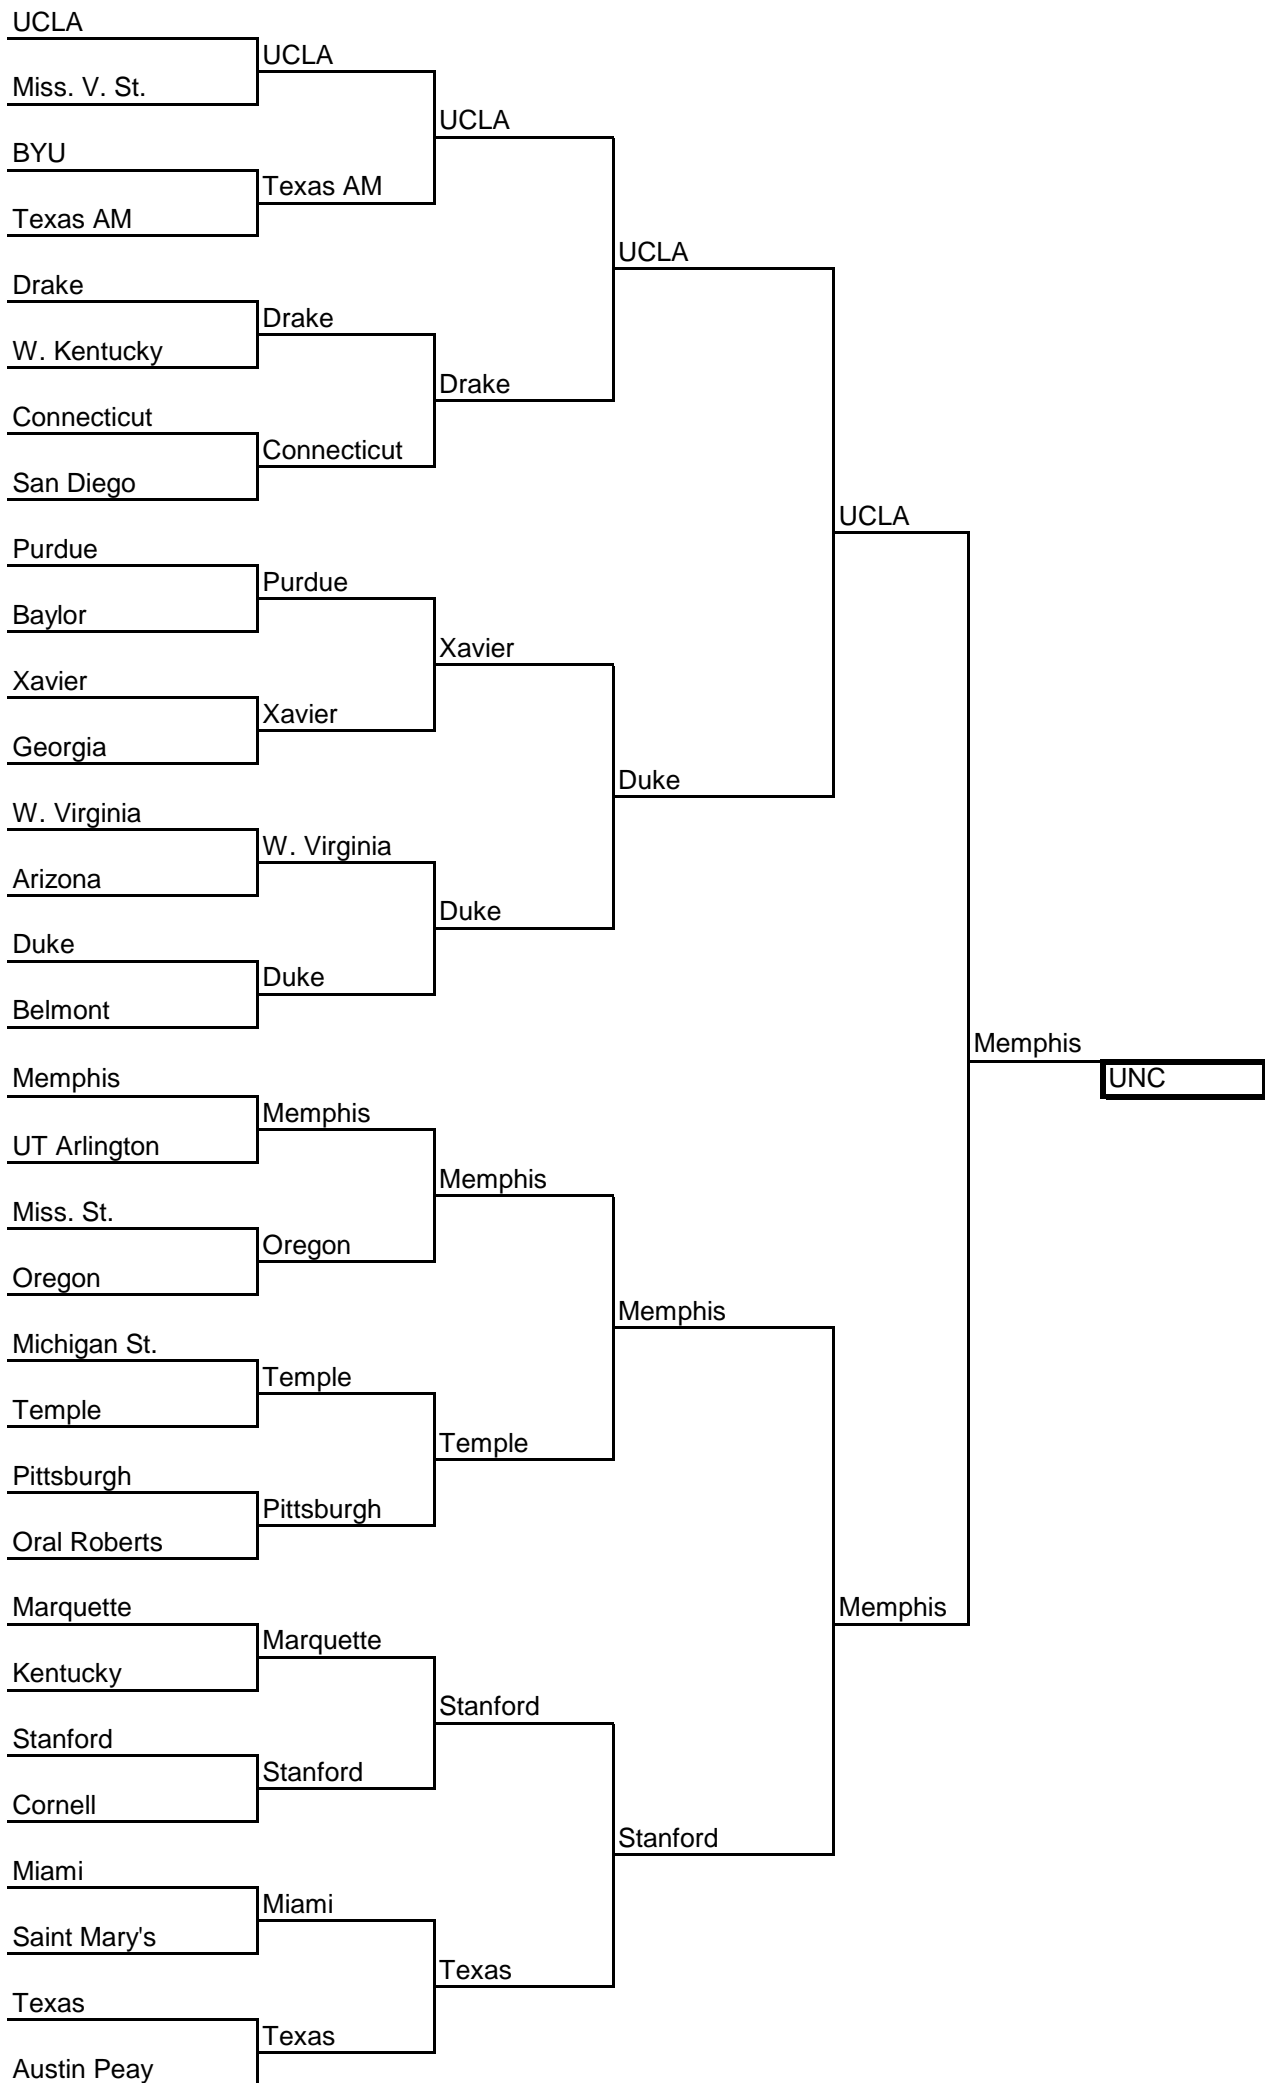 UCLA
UCLA
Miss. V. St.
UCLA
BYU
Texas AM
Texas AM
UCLA
Drake
Drake
W. Kentucky
Drake
Connecticut
Connecticut
San Diego
UCLA
Purdue
Purdue
Baylor
Xavier
Xavier
Xavier
Georgia
Duke
W. Virginia
W. Virginia
Arizona
Duke
Duke
Duke
Belmont
Memphis
UNC
Memphis
Memphis
UT Arlington
Memphis
Miss. St.
Oregon
Oregon
Memphis
Michigan St.
Temple
Temple
Temple
Pittsburgh
Pittsburgh
Oral Roberts
Marquette
Memphis
Marquette
Kentucky
Stanford
Stanford
Stanford
Cornell
Stanford
Miami
Miami
Saint Mary's
Texas
Texas
Texas
Austin Peay